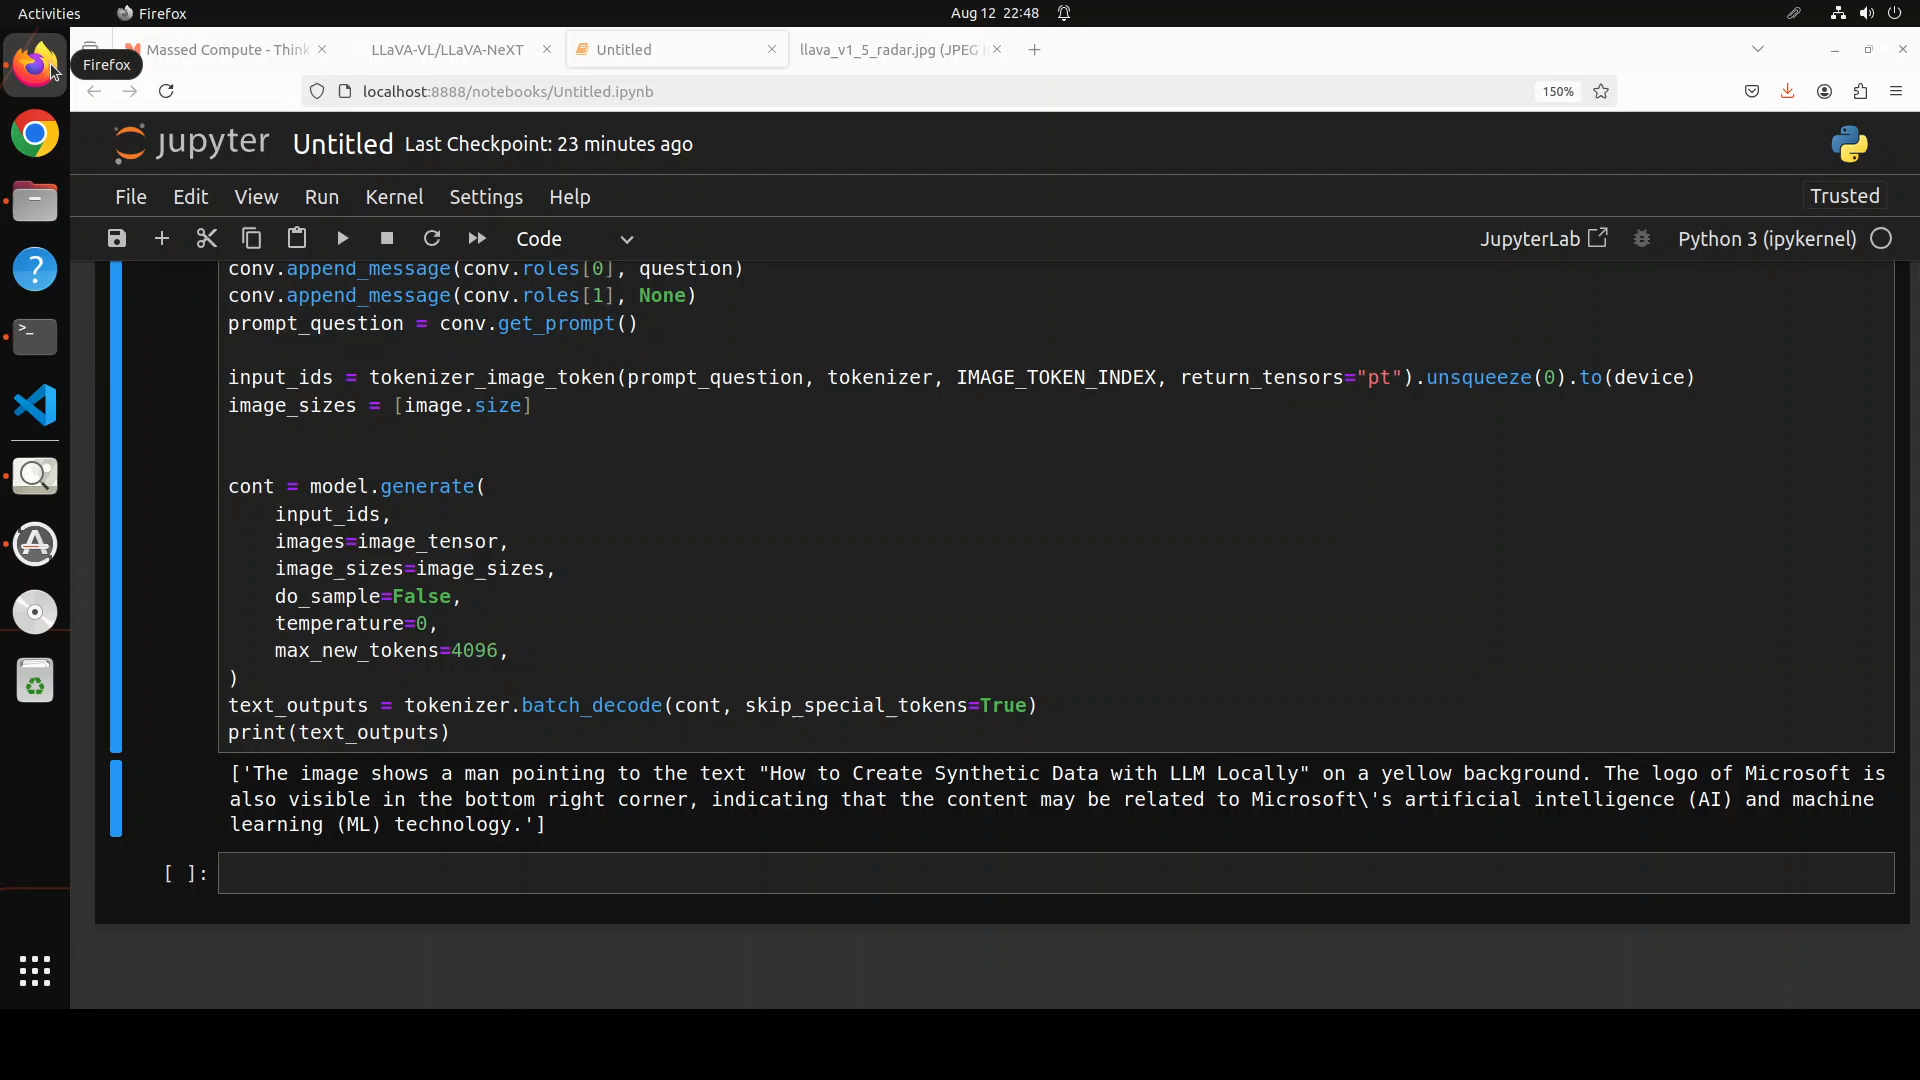 Activities
Firefox
Aug 12 22:48
Massed Compute - Think
LLaVA-VL/LLaVA-NeXT
Untitled
llava_v1_5_radar.jpg (JPEG
Firefox
localhost:8888/notebooks/Untitled.ipynb
150%
jupyter
Untitled
Last Checkpoint: 23 minutes ago
File
Edit
View
Run
Kernel
Settings
Help
Trusted
Code
JupyterLab
Python 3 (ipykernel)
conv.append_message(conv.roles[0], question)
conv.append_message(conv.roles[1], None)
prompt_question = conv.get_prompt()
input_ids = tokenizer_image_token(prompt_question, tokenizer, IMAGE_TOKEN_INDEX, return_tensors="pt").unsqueeze(0).to(device)
image_sizes = [image.size]
cont = model.generate(
    input_ids,
    images=image_tensor,
    image_sizes=image_sizes,
    do_sample=False,
    temperature=0,
    max_new_tokens=4096,
)
text_outputs = tokenizer.batch_decode(cont, skip_special_tokens=True)
print(text_outputs)
['The image shows a man pointing to the text "How to Create Synthetic Data with LLM Locally" on a yellow background. The logo of Microsoft is
also visible in the bottom right corner, indicating that the content may be related to Microsoft\'s artificial intelligence (AI) and machine
learning (ML) technology.']
[ ]: